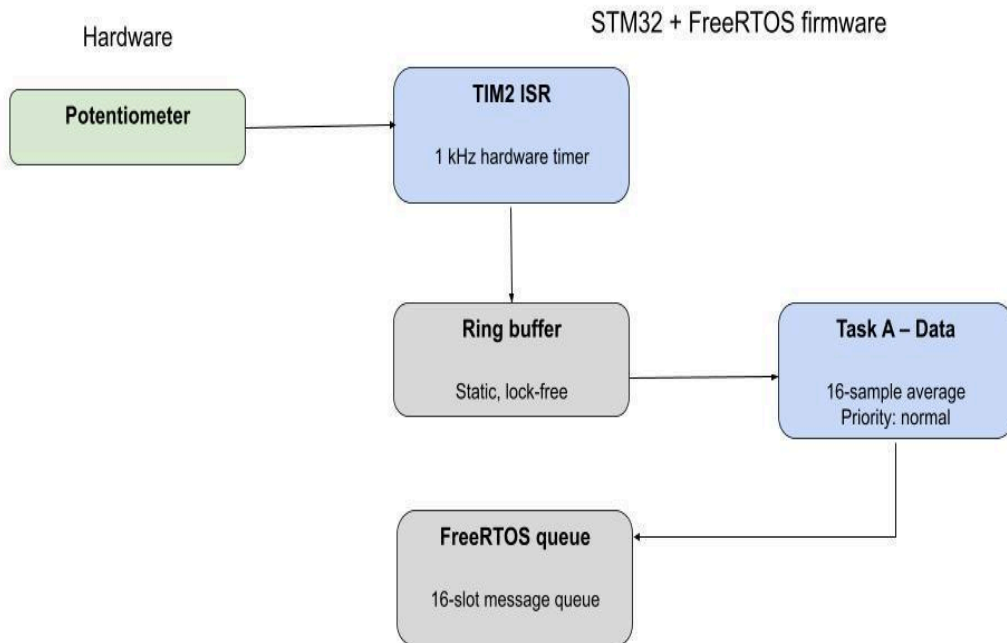 Hardware
STM32 + FreeRTOS firmware
Potentiometer
TIM2 ISR
1 kHz hardware timer
Ring buffer
Static, lock-free
Task A – Data
16-sample average
Priority: normal
FreeRTOS queue
16-slot message queue